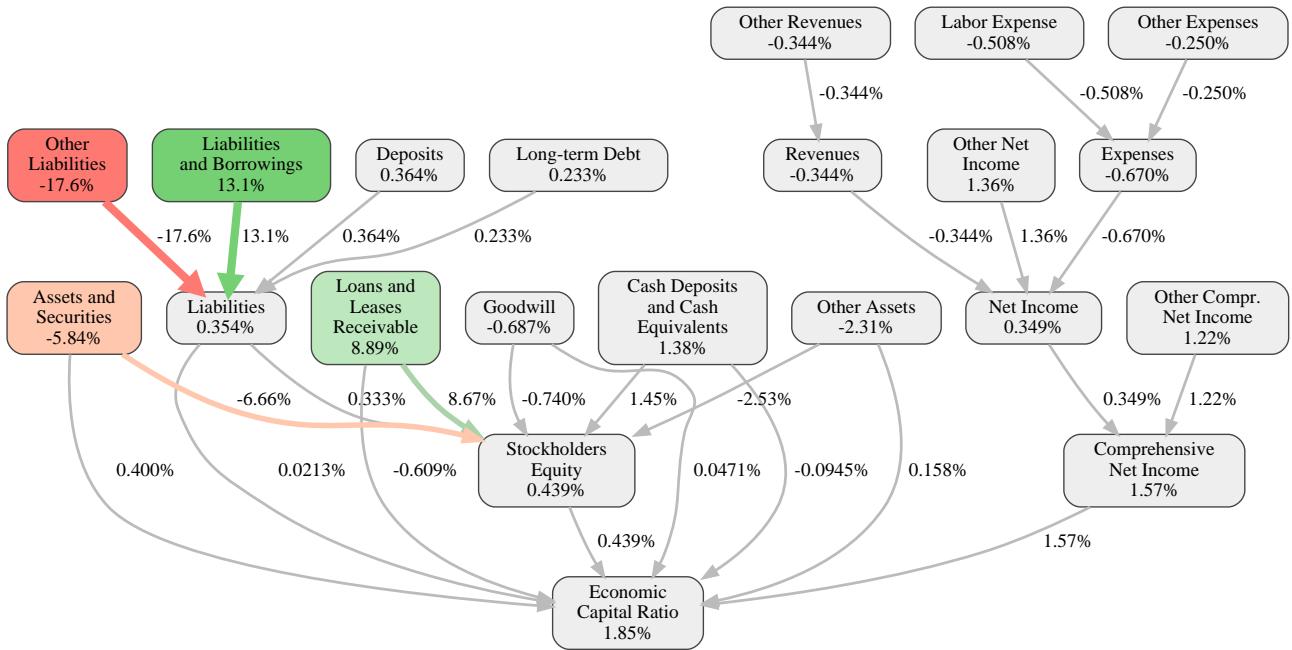 Other Revenues
-0.344%
Labor Expense
-0.508%
Other Expenses
-0.250%
-0.344%
-0.508%
-0.250%
Other
Liabilities
-17.6%
Liabilities
and Borrowings
13.1%
Deposits
0.364%
Long-term Debt
0.233%
Revenues
-0.344%
Other Net
Income
1.36%
Expenses
-0.670%
-17.6%
13.1%
0.364%
0.233%
-0.344%
1.36%
-0.670%
Assets and
Securities
-5.84%
Liabilities
0.354%
Loans and
Leases
Receivable
8.89%
Goodwill
-0.687%
Cash Deposits
and Cash
Equivalents
1.38%
Other Assets
-2.31%
Net Income
0.349%
Other Compr.
Net Income
1.22%
-6.66%
0.333%
8.67%
-0.740%
1.45%
-2.53%
0.349%
1.22%
0.400%
0.0213%
-0.609%
Stockholders
Equity
0.439%
0.0471%
-0.0945%
0.158%
Comprehensive
Net Income
1.57%
0.439%
1.57%
Economic
Capital Ratio
1.85%